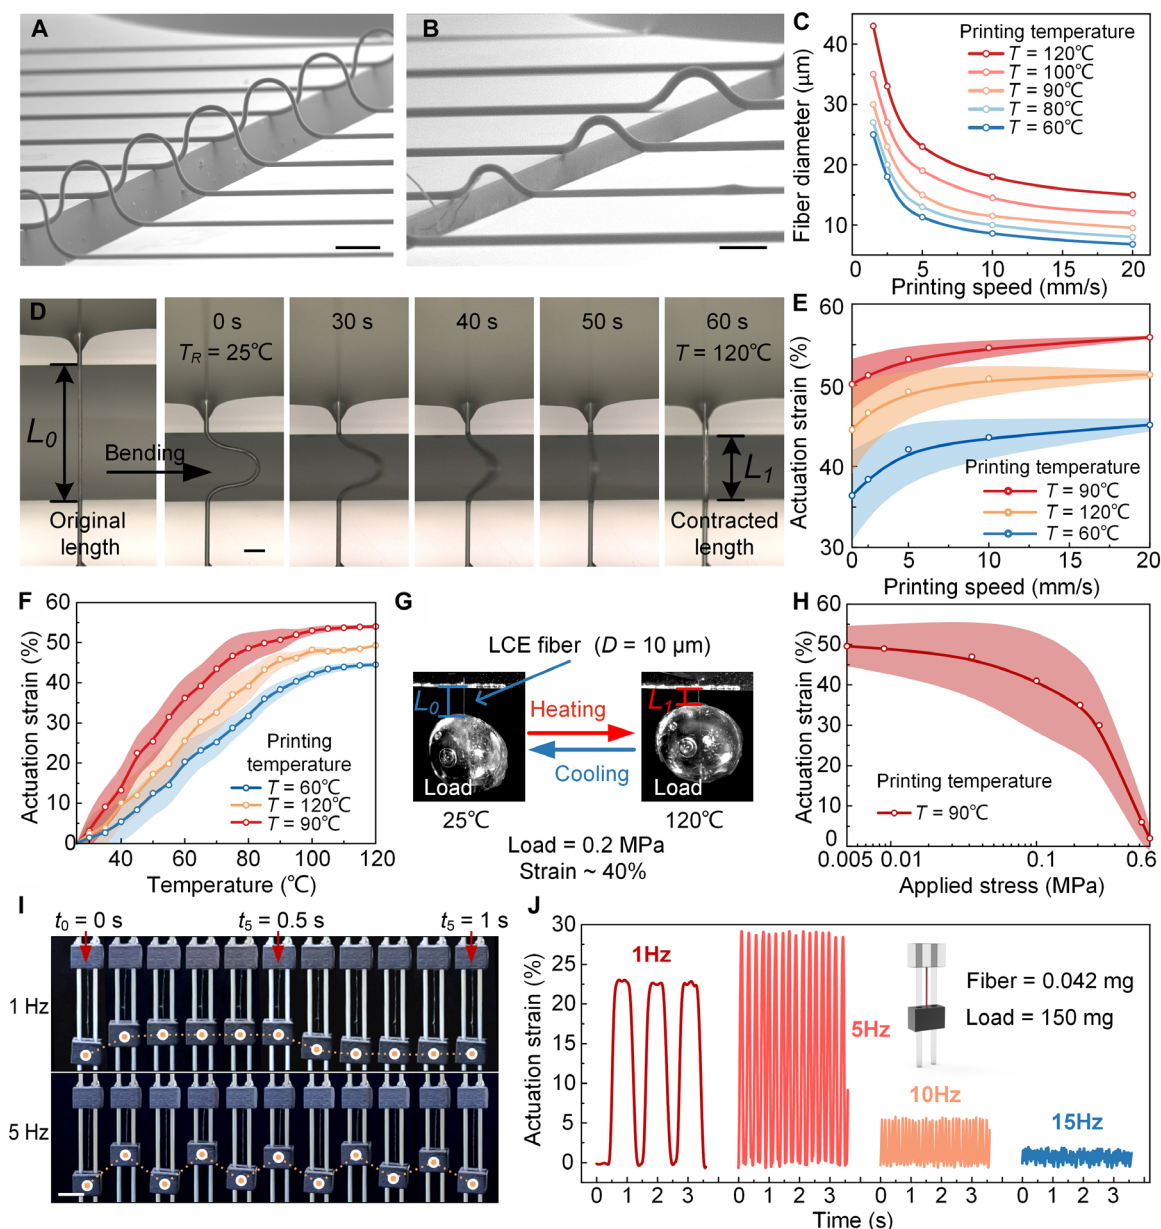 A
B
C
Printing temperature
T = 120℃
T = 100℃
T = 90℃
T = 80℃
T = 60℃
Fiber diameter (μm)
40
30
20
10
0
5
10
15
20
Printing speed (mm/s)
D
0 s
30 s
40 s
50 s
60 s
T_R = 25℃
T = 120℃
L_0
Bending
L_1
Original
length
Contracted
length
E
Actuation strain (%)
60
50
40
30
Printing temperature
T = 90℃
T = 120℃
T = 60℃
0
5
10
15
20
Printing speed (mm/s)
F
Actuation strain (%)
60
50
40
30
20
10
0
Printing
temperature
T = 60℃
T = 120℃
T = 90℃
40
60
80
100
120
Temperature (℃)
G
LCE fiber (D = 10 μm)
L_0
Heating
Cooling
L_1
Load
Load
25℃
120℃
Load = 0.2 MPa
Strain ~ 40%
H
Actuation strain (%)
60
50
40
30
20
10
0
Printing temperature
T = 90℃
0.005
0.01
0.1
0.6
Applied stress (MPa)
I
t_0 = 0 s
t_5 = 0.5 s
t_5 = 1 s
1 Hz
5 Hz
J
Actuation strain (%)
30
25
20
15
10
5
0
1Hz
5Hz
10Hz
15Hz
Fiber = 0.042 mg
Load = 150 mg
0 1 2 3 0 1 2 3 0 1 2 3 0 1 2 3
Time (s)